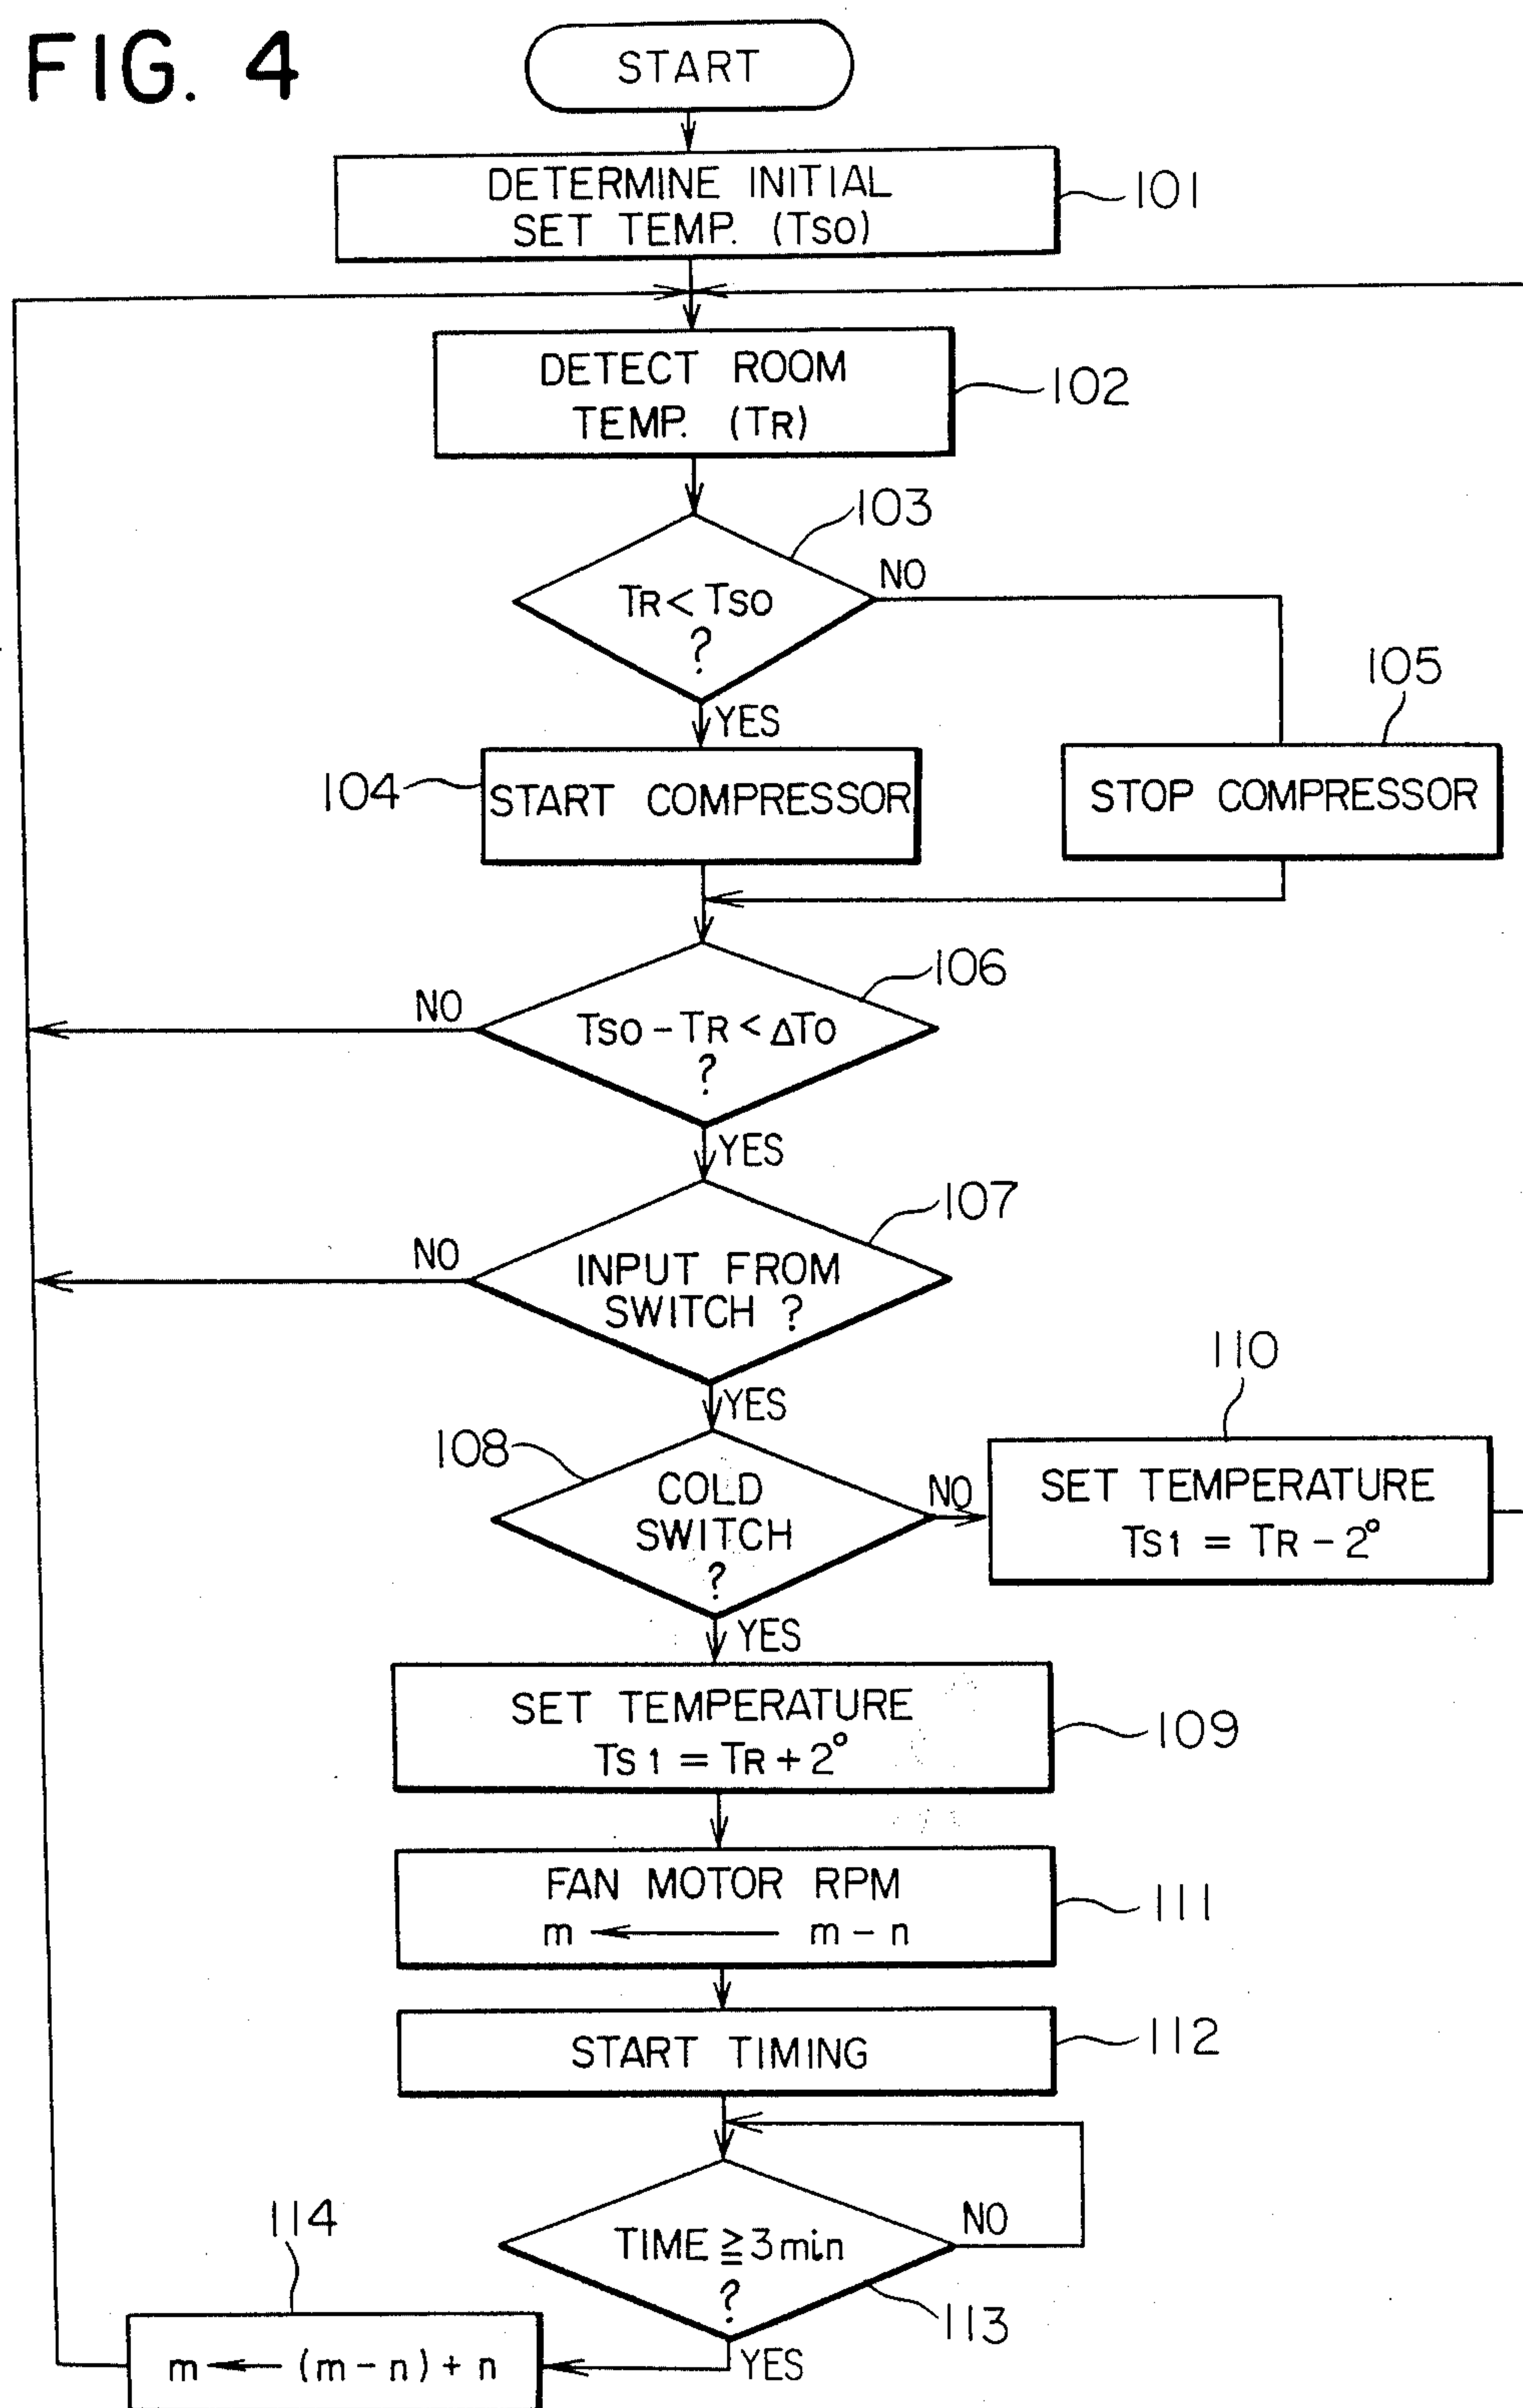 FIG. 4
START
DETERMINE INITIAL
SET TEMP. (TSO)
101
DETECT ROOM
TEMP. (TR)
102
103
TR < TSO
?
NO
YES
104
START COMPRESSOR
105
STOP COMPRESSOR
106
NO
TSO - TR < ΔTO
?
YES
107
NO
INPUT FROM
SWITCH ?
YES
108
COLD
SWITCH
?
NO
110
SET TEMPERATURE
TS1 = TR - 2°
YES
SET TEMPERATURE
TS1 = TR + 2°
109
FAN MOTOR RPM
m ← m - n
111
START TIMING
112
TIME ≧ 3min
?
NO
113
YES
114
m ← (m - n) + n